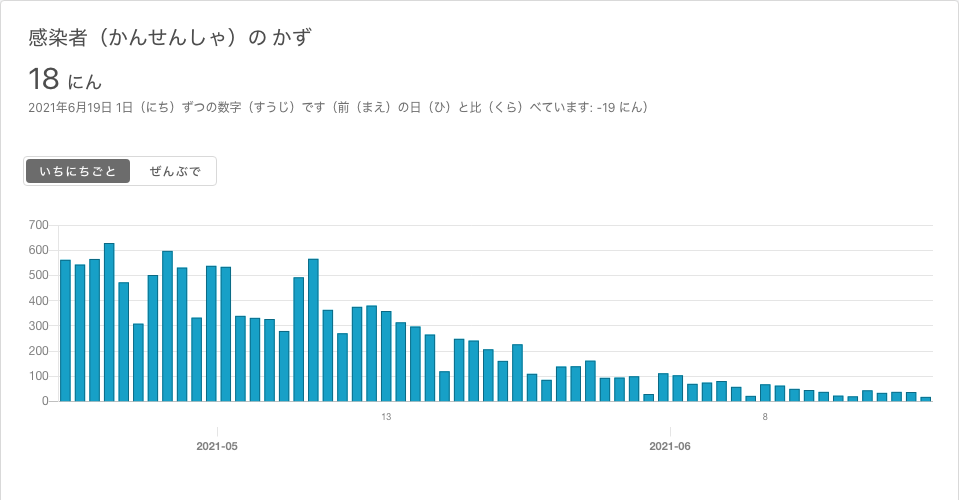 感染者（かんせんしゃ）の かず
18 にん
2021年6月19日 1日（にち）ずつの数字（すうじ）です（前（まえ）の日（ひ）と比（くら）べています: -19 にん）
いちにちごと ぜんぶで
700
600
500
400
300
200
100
0
13 8
2021-05 2021-06